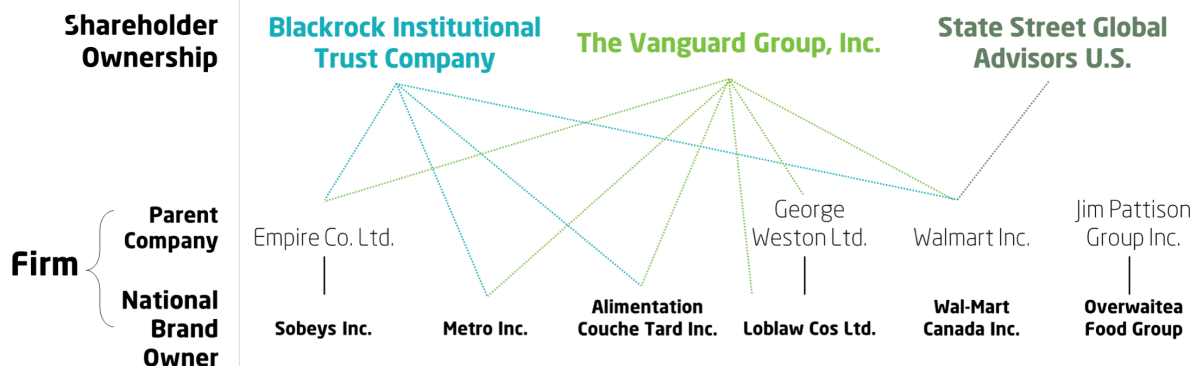 Shareholder
Ownership
Blackrock Institutional
Trust Company
The Vanguard Group, Inc.
State Street Global
Advisors U.S.
Firm
Parent
Company
Empire Co. Ltd.
George
Weston Ltd.
Walmart Inc.
Jim Pattison
Group Inc.
National
Brand
Owner
Sobeys Inc.
Metro Inc.
Alimentation
Couche Tard Inc.
Loblaw Cos Ltd.
Wal-Mart
Canada Inc.
Overwaitea
Food Group